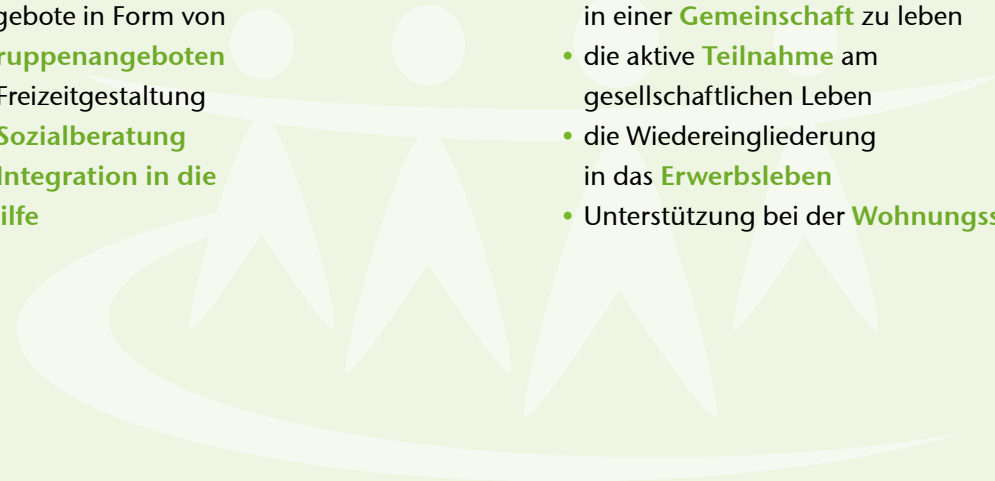 gebote in Form von
ruppenangeboten
Freizeitgestaltung
Sozialberatung
Integration in die
ilfe
in einer Gemeinschaft zu leben
• die aktive Teilnahme am
gesellschaftlichen Leben
• die Wiedereingliederung
in das Erwerbsleben
• Unterstützung bei der Wohnungss